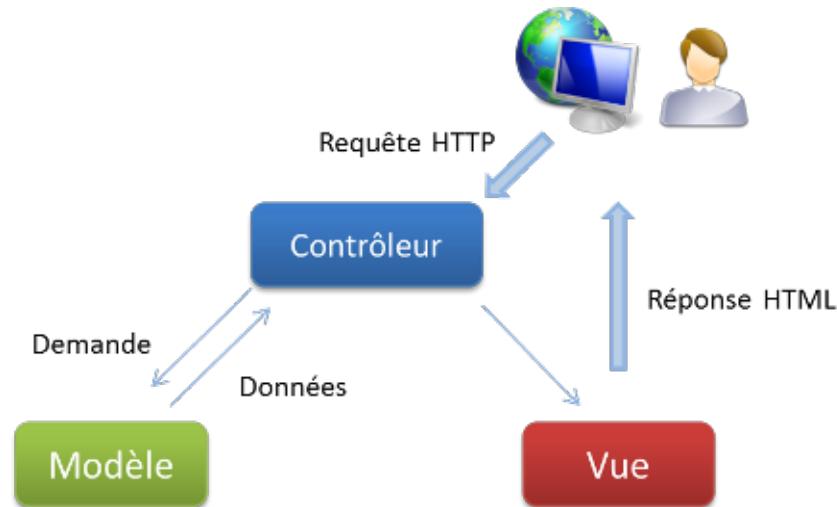 Requête HTTP
Contrôleur
Réponse HTML
Demande
Données
Modèle
Vue